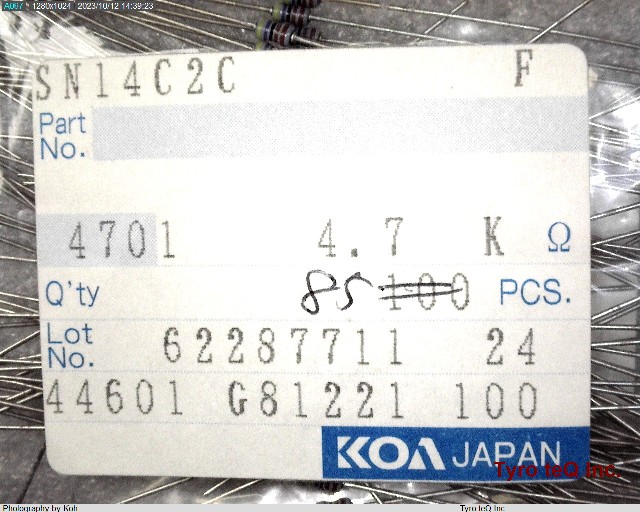 A067 * 1280x1024 2023/10/12 14:39:23
SN14C2C F
Part No.
4701 4.7 K Ω
Q'ty 85 100 PCS.
Lot No. 62287711 24
44601 G81221 100
KOA JAPAN
Tyro teQ Inc.
Photography by Koh Tyro teQ Inc